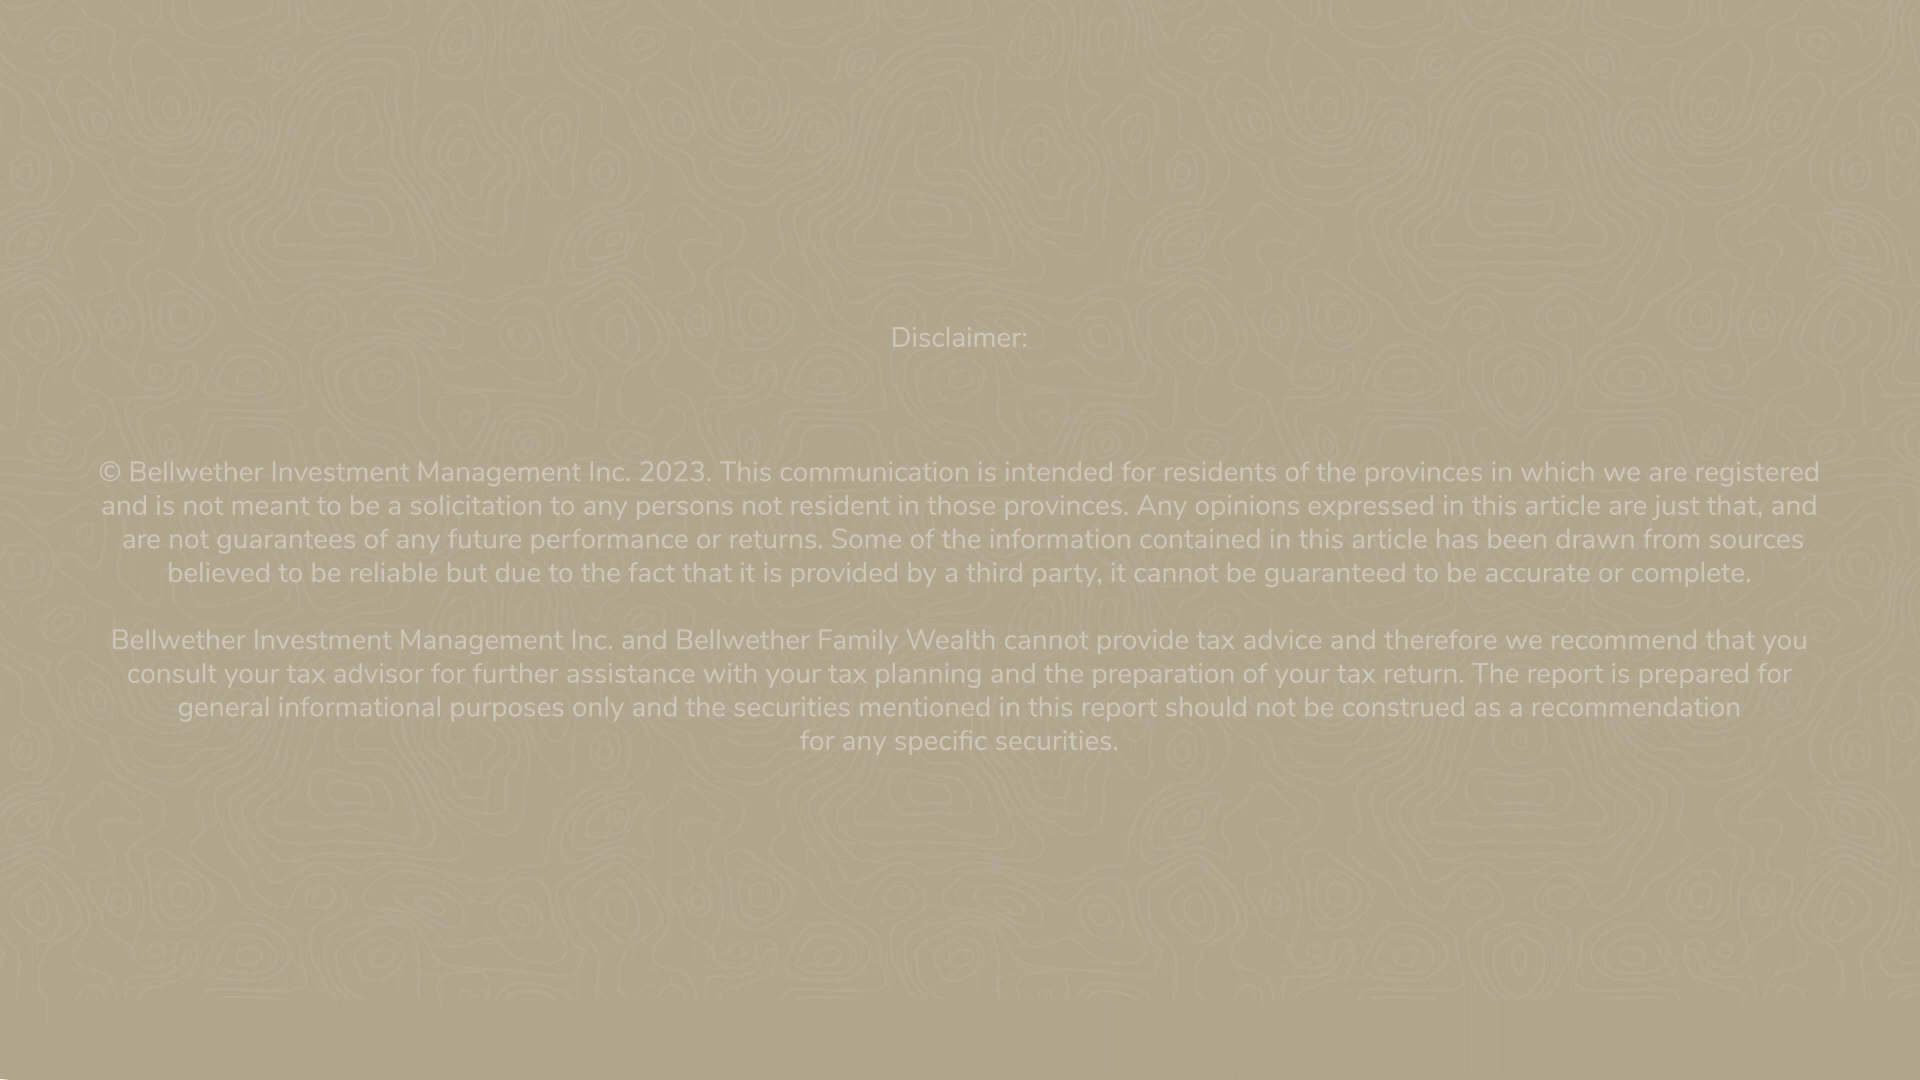 Disclaimer:
© Bellwether Investment Management Inc. 2023. This communication is intended for residents of the provinces in which we are registered
and is not meant to be a solicitation to any persons not resident in those provinces. Any opinions expressed in this article are just that, and
are not guarantees of any future performance or returns. Some of the information contained in this article has been drawn from sources
believed to be reliable but due to the fact that it is provided by a third party, it cannot be guaranteed to be accurate or complete.
Bellwether Investment Management Inc. and Bellwether Family Wealth cannot provide tax advice and therefore we recommend that you
consult your tax advisor for further assistance with your tax planning and the preparation of your tax return. The report is prepared for
general informational purposes only and the securities mentioned in this report should not be construed as a recommendation
for any specific securities.